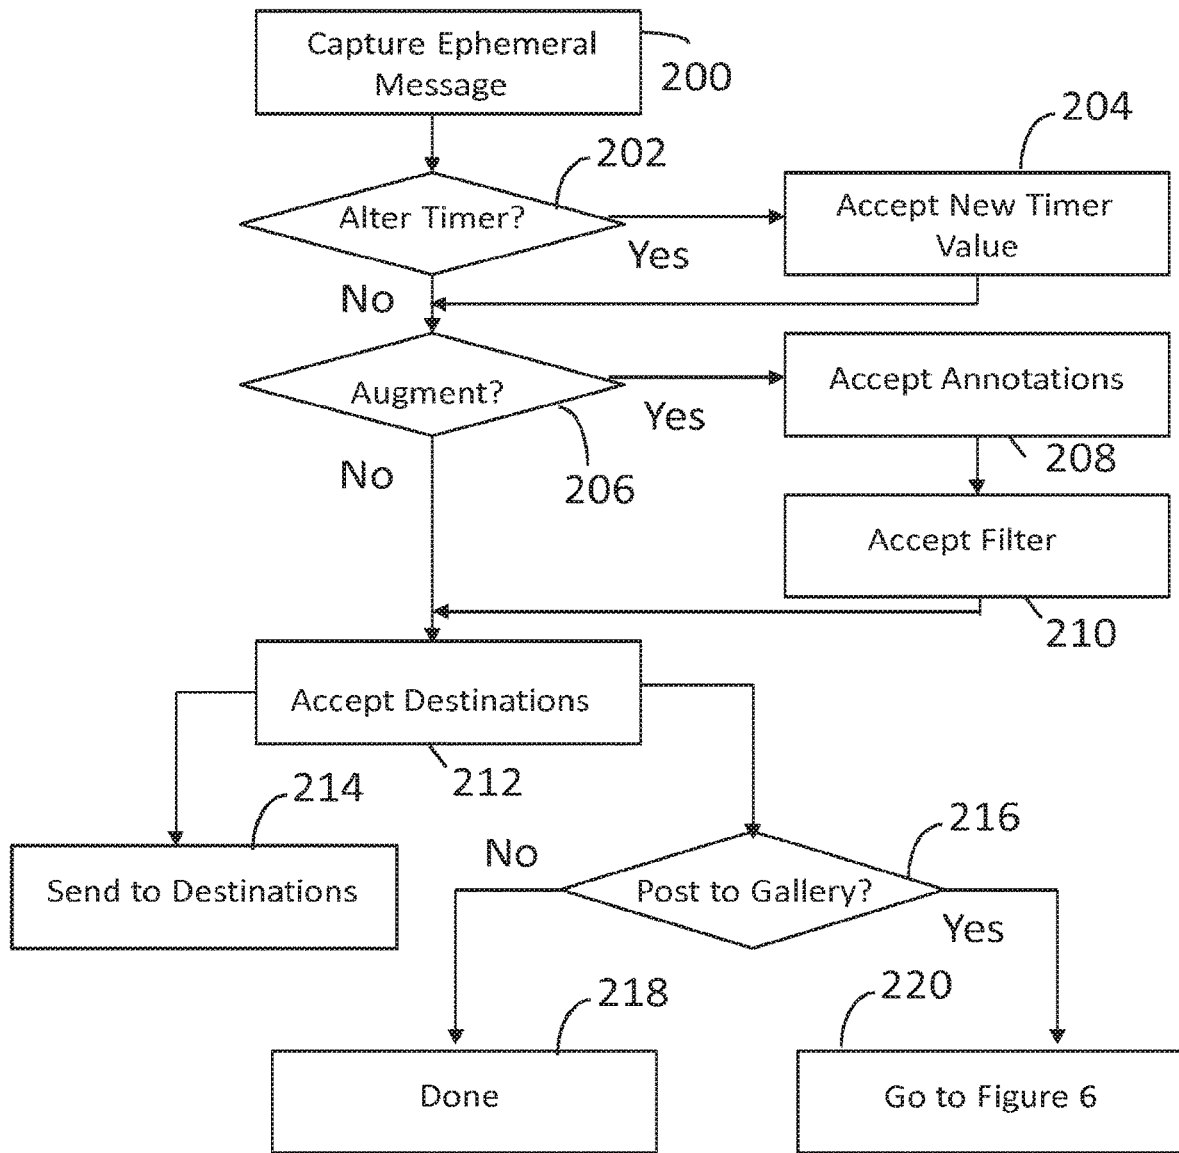 Capture Ephemeral
Message
200
202
204
Alter Timer?
Yes
Accept New Timer
Value
No
Augment?
Yes
Accept Annotations
208
No
206
Accept Filter
210
Accept Destinations
212
214
Send to Destinations
No
216
Post to Gallery?
Yes
218
220
Done
Go to Figure 6